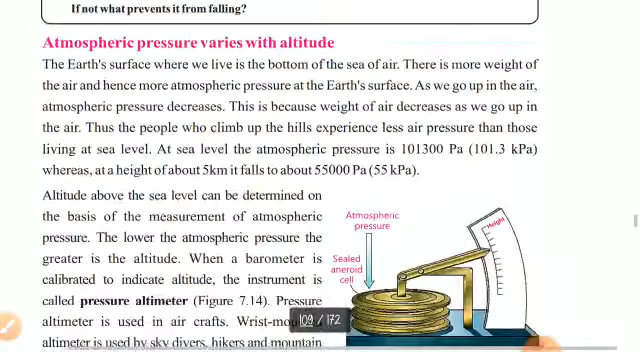 If not what prevents it from falling?
Atmospheric pressure varies with altitude
The Earth's surface where we live is the bottom of the sea of air. There is more weight of
the air and hence more atmospheric pressure at the Earth's surface. As we go up in the air,
atmospheric pressure decreases. This is because weight of air decreases as we go up in
the air. Thus the people who climb up the hills experience less air pressure than those
living at sea level. At sea level the atmospheric pressure is 101300 Pa (101.3 kPa)
whereas, at a height of about 5km it falls to about 55000 Pa (55 kPa).
Altitude above the sea level can be determined on
the basis of the measurement of atmospheric
pressure. The lower the atmospheric pressure the
greater is the altitude. When a barometer is
calibrated to indicate altitude, the instrument is
called pressure altimeter (Figure 7.14). Pressure
altimeter is used in air crafts. Wrist-
altimeter is used by sky divers, hikers and mountain
Atmospheric
pressure
Sealed
aneroid
cell
Height
109 / 172